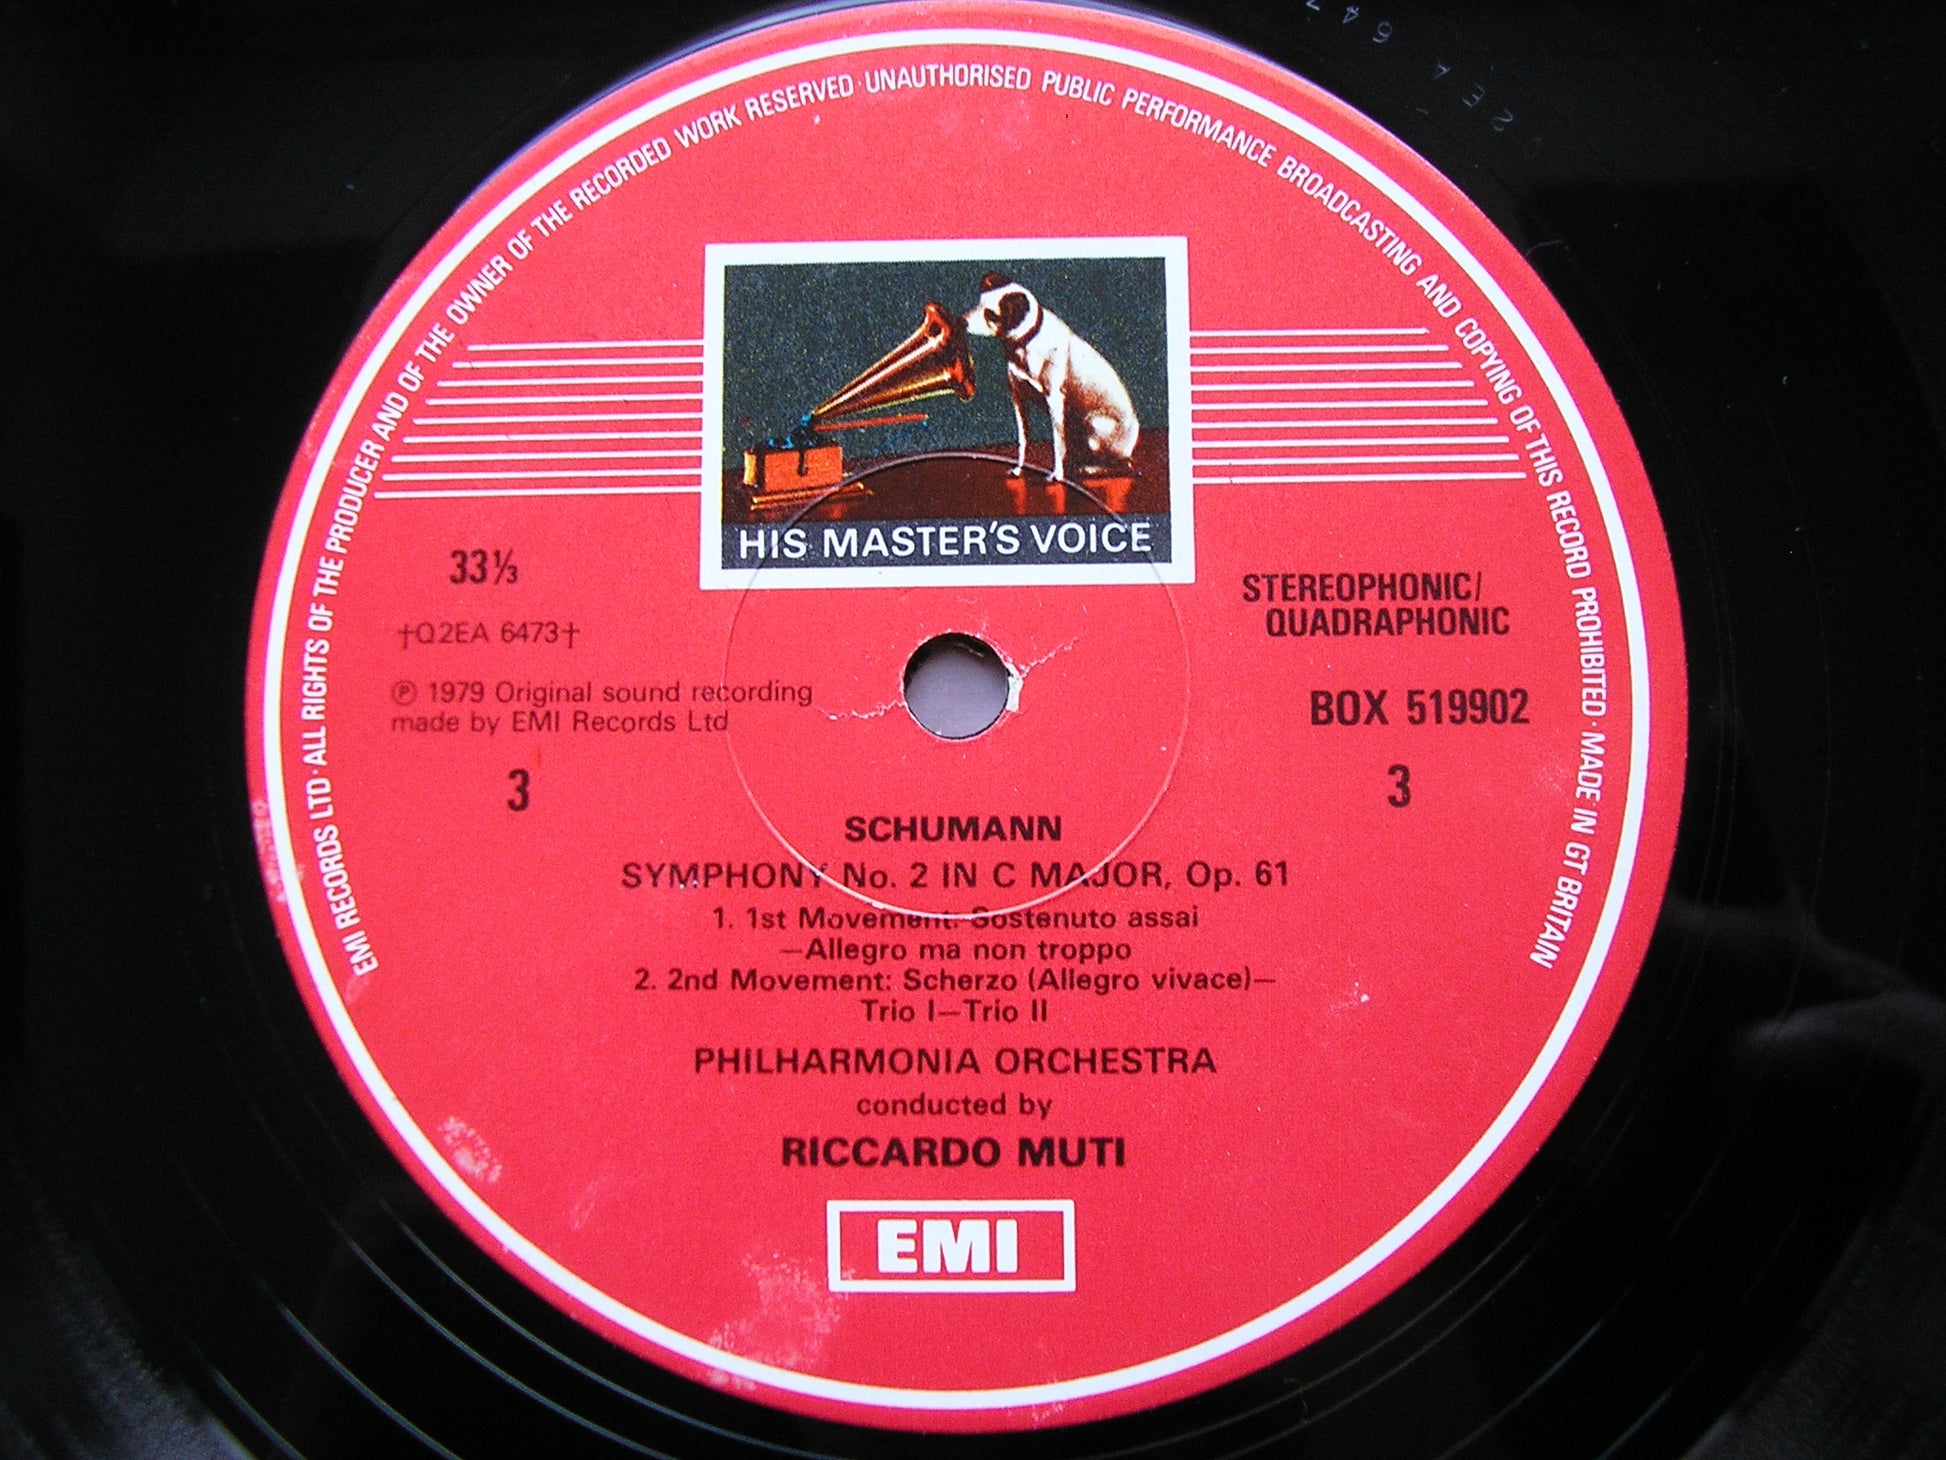 EMI RECORDS LTD · ALL RIGHTS OF THE PRODUCER AND OF THE OWNER OF THE RECORDED WORK RESERVED · UNAUTHORISED PUBLIC PERFORMANCE BROADCASTING AND COPYING OF THIS RECORD PROHIBITED · MADE IN GT BRITAIN
HIS MASTER'S VOICE
33⅓
†Q2EA 6473†
℗ 1979 Original sound recording
made by EMI Records Ltd
3
STEREOPHONIC/
QUADRAPHONIC
BOX 519902
3
SCHUMANN
SYMPHONY No. 2 IN C MAJOR, Op. 61
1. 1st Movement: Sostenuto assai
—Allegro ma non troppo
2. 2nd Movement: Scherzo (Allegro vivace)—
Trio I—Trio II
PHILHARMONIA ORCHESTRA
conducted by
RICCARDO MUTI
EMI